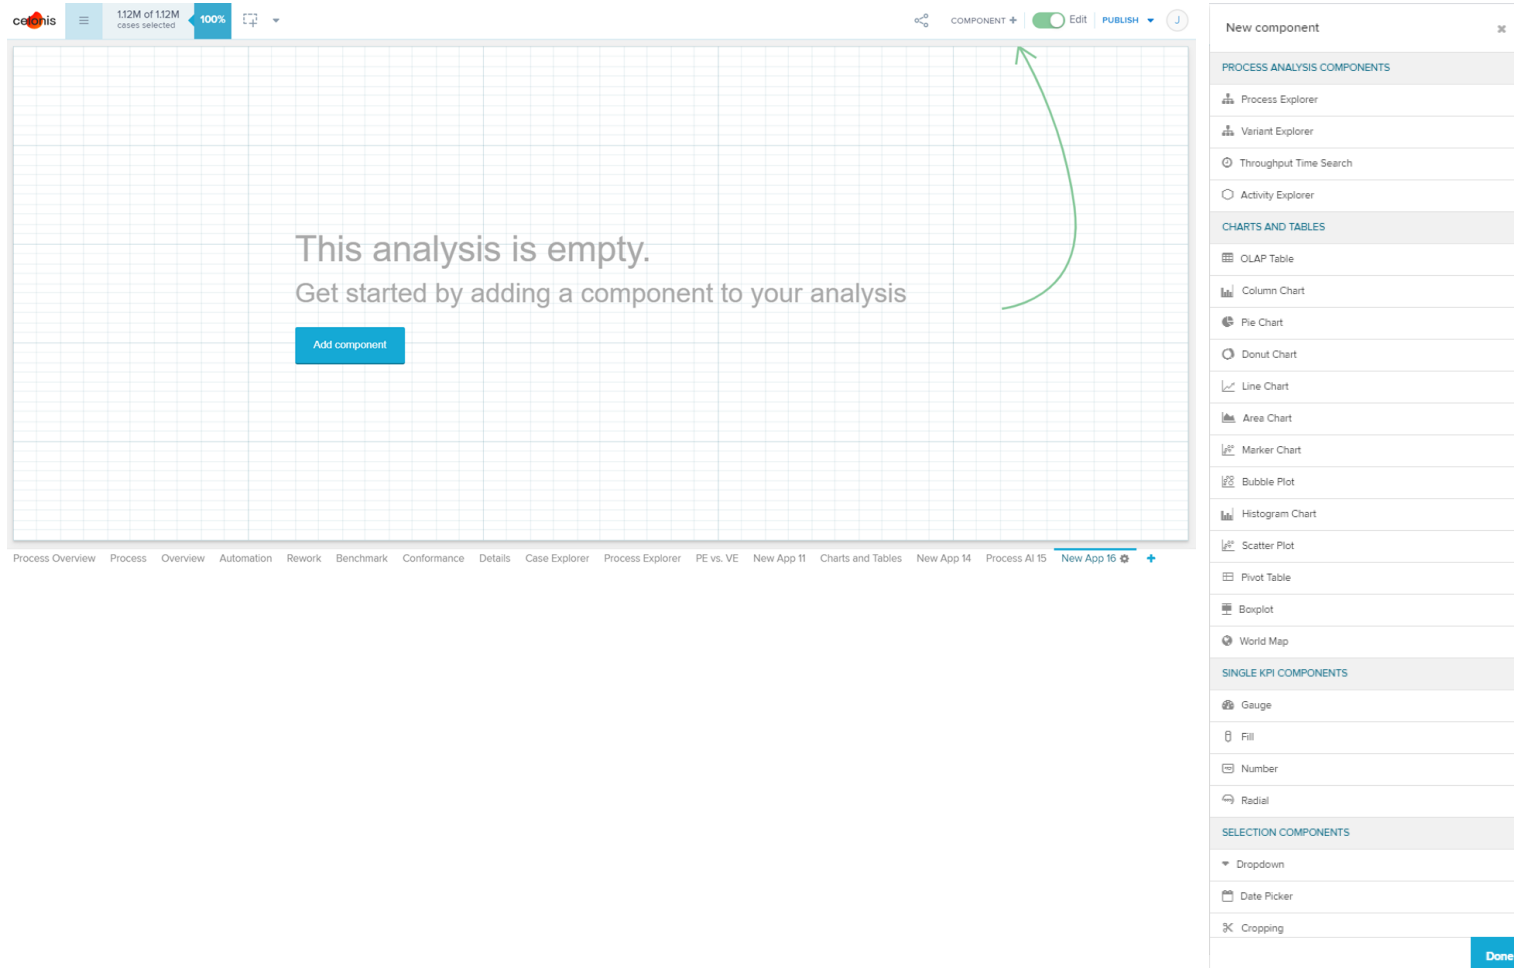 celonis
1.12M of 1.12M
cases selected
100%
COMPONENT +
Edit
PUBLISH
J
This analysis is empty.
Get started by adding a component to your analysis
Add component
Process Overview Process Overview Automation Rework Benchmark Conformance Details Case Explorer Process Explorer PE vs. VE New App 11 Charts and Tables New App 14 Process AI 15 New App 16
New component
PROCESS ANALYSIS COMPONENTS
Process Explorer
Variant Explorer
Throughput Time Search
Activity Explorer
CHARTS AND TABLES
OLAP Table
Column Chart
Pie Chart
Donut Chart
Line Chart
Area Chart
Marker Chart
Bubble Plot
Histogram Chart
Scatter Plot
Pivot Table
Boxplot
World Map
SINGLE KPI COMPONENTS
Gauge
Fill
Number
Radial
SELECTION COMPONENTS
Dropdown
Date Picker
Cropping
Done